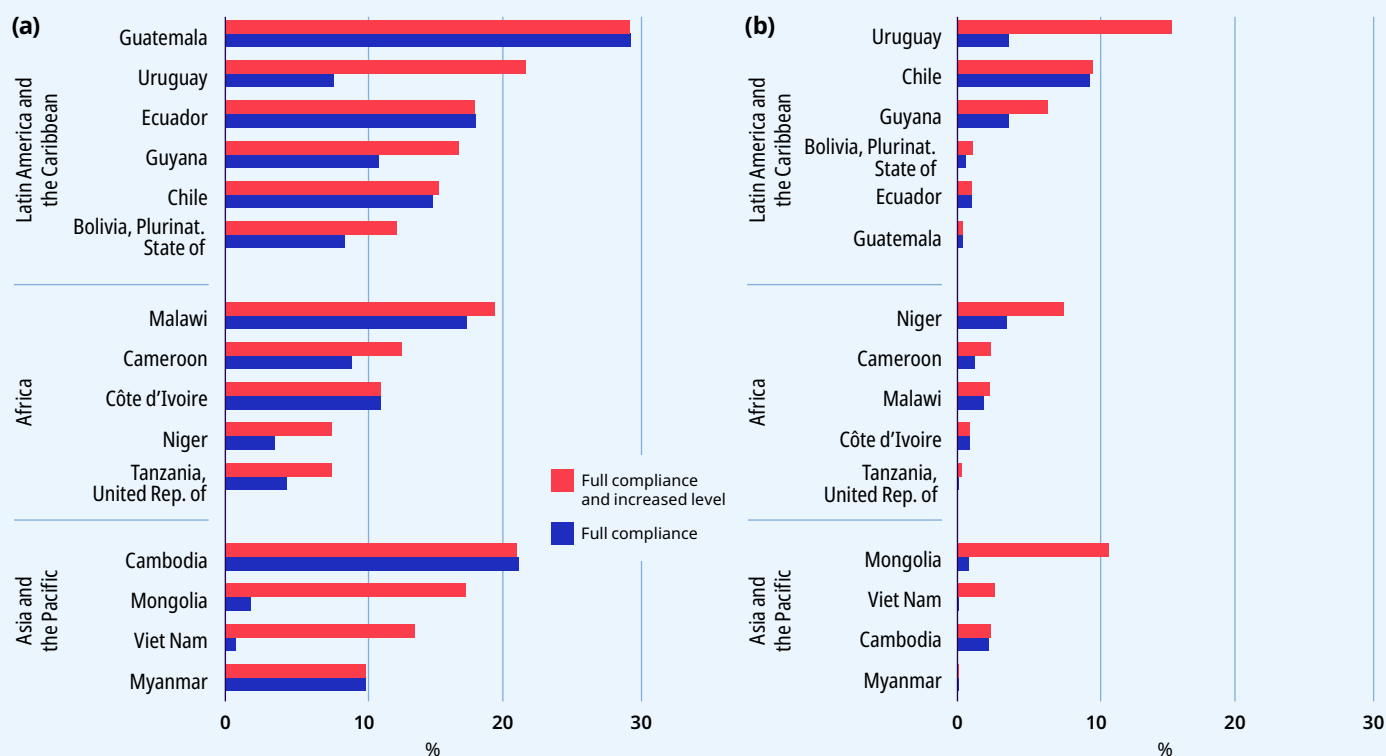 (a)
Latin America and
the Caribbean
Guatemala
Uruguay
Ecuador
Guyana
Chile
Bolivia, Plurinat.
State of
Africa
Malawi
Cameroon
Côte d’Ivoire
Niger
Tanzania,
United Rep. of
Asia and
the Pacific
Cambodia
Mongolia
Viet Nam
Myanmar
0 10 20 30
%
Full compliance
and increased level
Full compliance
(b)
Latin America and
the Caribbean
Uruguay
Chile
Guyana
Bolivia, Plurinat.
State of
Ecuador
Guatemala
Africa
Niger
Cameroon
Malawi
Côte d’Ivoire
Tanzania,
United Rep. of
Asia and
the Pacific
Mongolia
Viet Nam
Cambodia
Myanmar
0 10 20 30
%